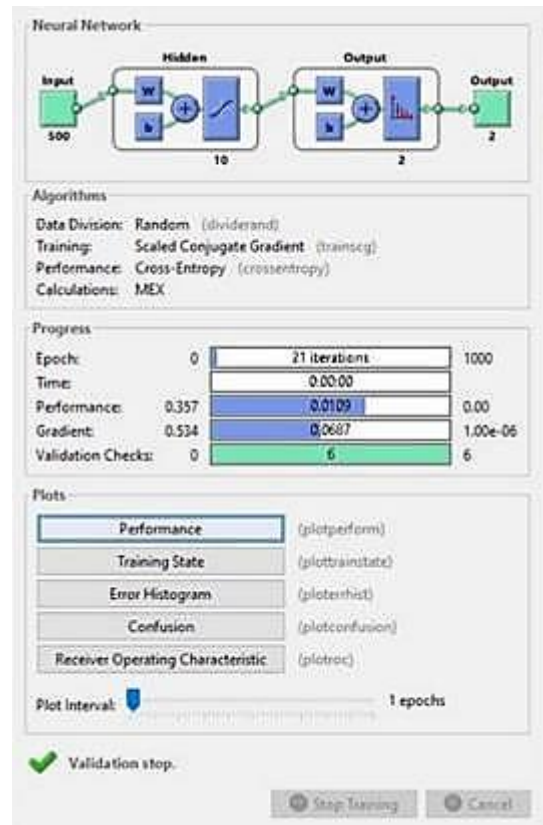 Neural Network
Hidden
Output
Input
Output
W
W
b
b
500
10
2
2
Algorithms
Data Division: Random (dividerand)
Training: Scaled Conjugate Gradient (trainscg)
Performance: Cross-Entropy (crossentropy)
Calculations: MEX
Progress
Epoch: 0 21 iterations 1000
Time: 0:00:00
Performance: 0.357 0.0109 0.00
Gradient: 0.534 0.0687 1.00e-06
Validation Checks: 0 6 6
Plots
Performance (plotperform)
Training State (plottrainstate)
Error Histogram (ploterrhist)
Confusion (plotconfusion)
Receiver Operating Characteristic (plotroc)
Plot Interval: 1 epochs
Validation stop.
Stop Training Cancel